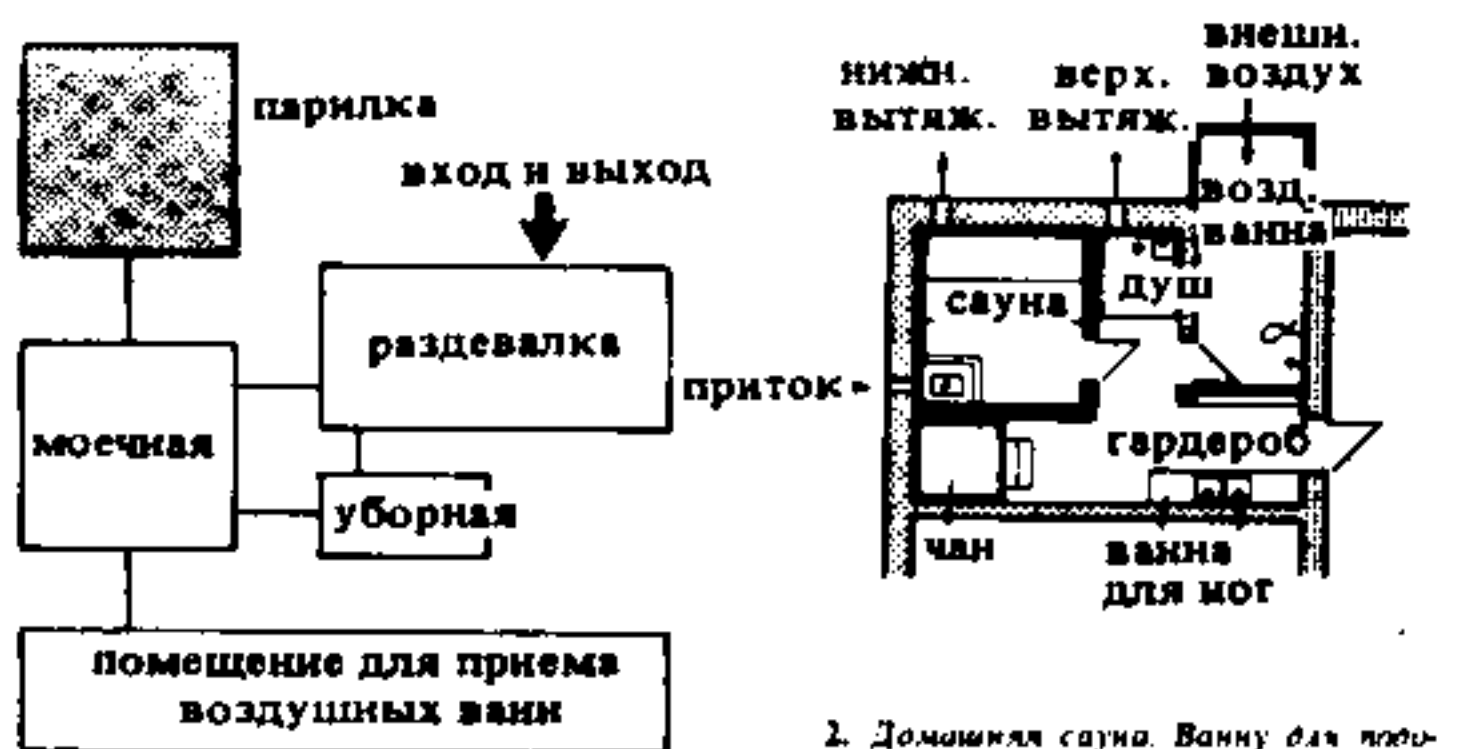 парилка
вход и выход
раздевалка
моечная
уборная
помещение для приема
воздушных ванн
нижн.
вытяж.
верх.
вытяж.
внешн.
воздух
возд.
ванна
душ
сауна
приток
гардероб
чан
ванна
для ног
2. Домашняя сауна. Ванну для подо-